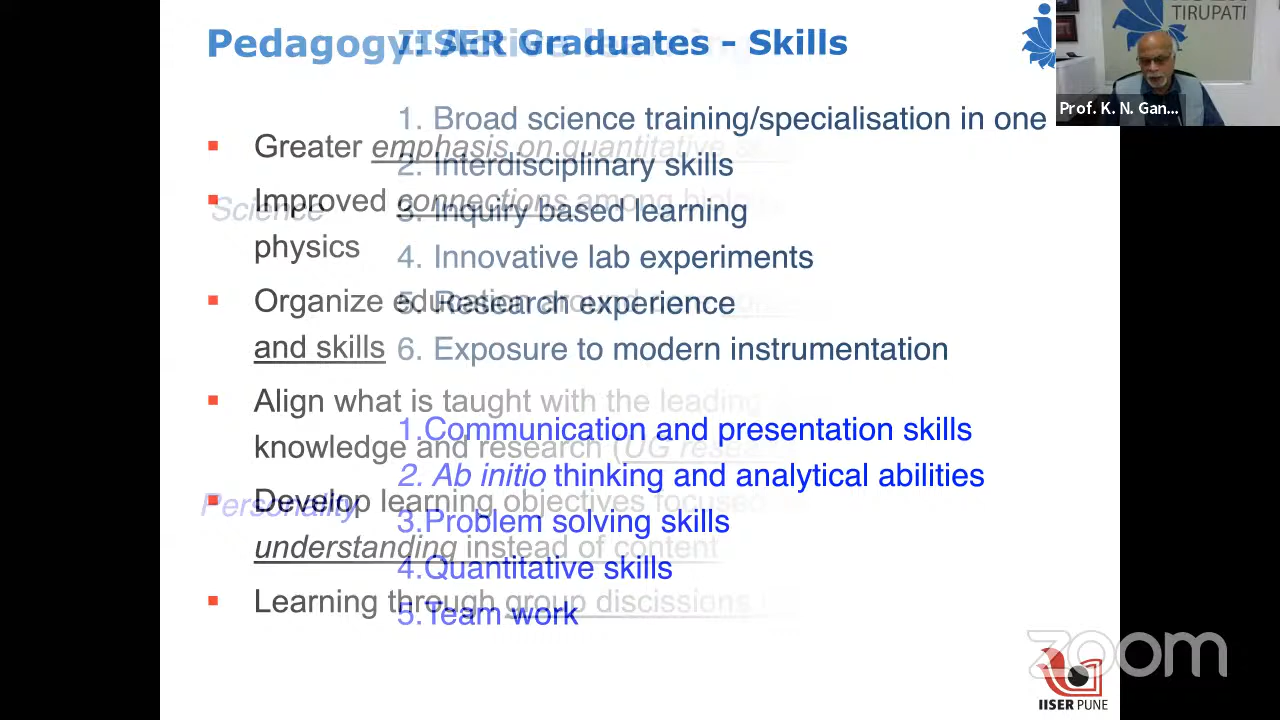 Pedagogy: Active learning
IISER Graduates - Skills
TIRUPATI
Prof. K. N. Gan...
1. Broad science training/specialisation in one
2. Interdisciplinary skills
3. Inquiry based learning
4. Innovative lab experiments
5. Research experience
6. Exposure to modern instrumentation
Science
1.Communication and presentation skills
2. Ab initio thinking and analytical abilities
3.Problem solving skills
4.Quantitative skills
5.Team work
Personality
▪ Greater emphasis on quantitative
▪ Improved connections among
physics
▪ Organize education around
and skills
▪ Align what is taught with the leading
knowledge and research (UG
▪ Develop learning objectives focused
understanding instead of content
▪ Learning through group discissions
zoom
IISER PUNE